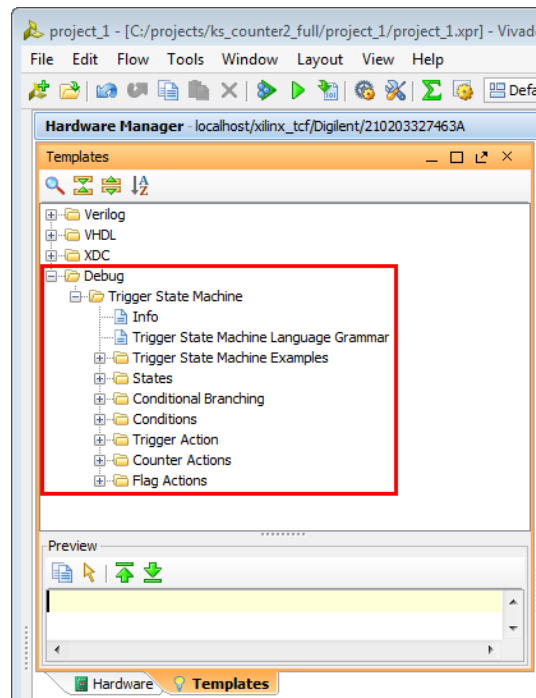 project_1 - [C:/projects/ks_counter2_full/project_1/project_1.xpr] - Vivad
File Edit Flow Tools Window Layout View Help
Defa
Hardware Manager - localhost/xilinx_tcf/Digilent/210203327463A
Templates
Verilog
VHDL
XDC
Debug
Trigger State Machine
Info
Trigger State Machine Language Grammar
Trigger State Machine Examples
States
Conditional Branching
Conditions
Trigger Action
Counter Actions
Flag Actions
Preview
Hardware Templates